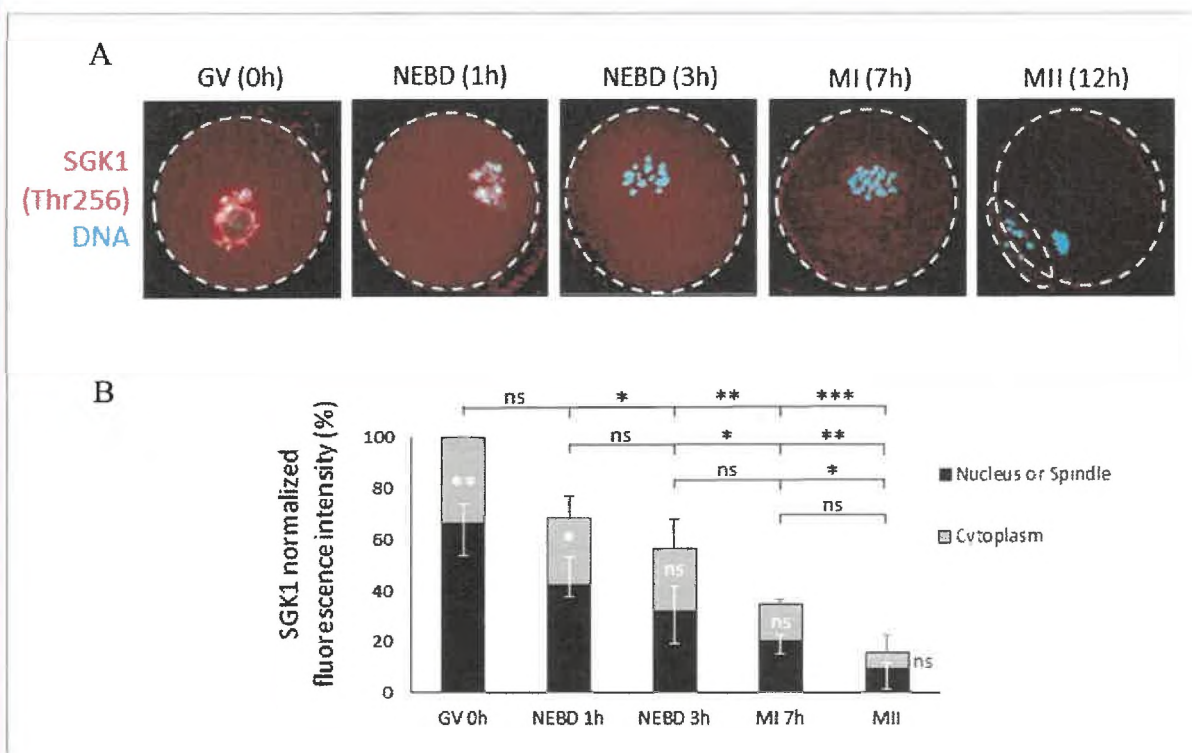 A
GV (0h) NEBD (1h) NEBD (3h) MI (7h) MII (12h)
SGK1
(Thr256)
DNA
B
ns * ** ***
ns * **
ns *
ns
SGK1 normalized
fluorescence intensity (%)
100
80
60
40
20
0
** * ns ns ns
Nucleus or Spindle
Cytoplasm
GV 0h NEBD 1h NEBD 3h MI 7h MII